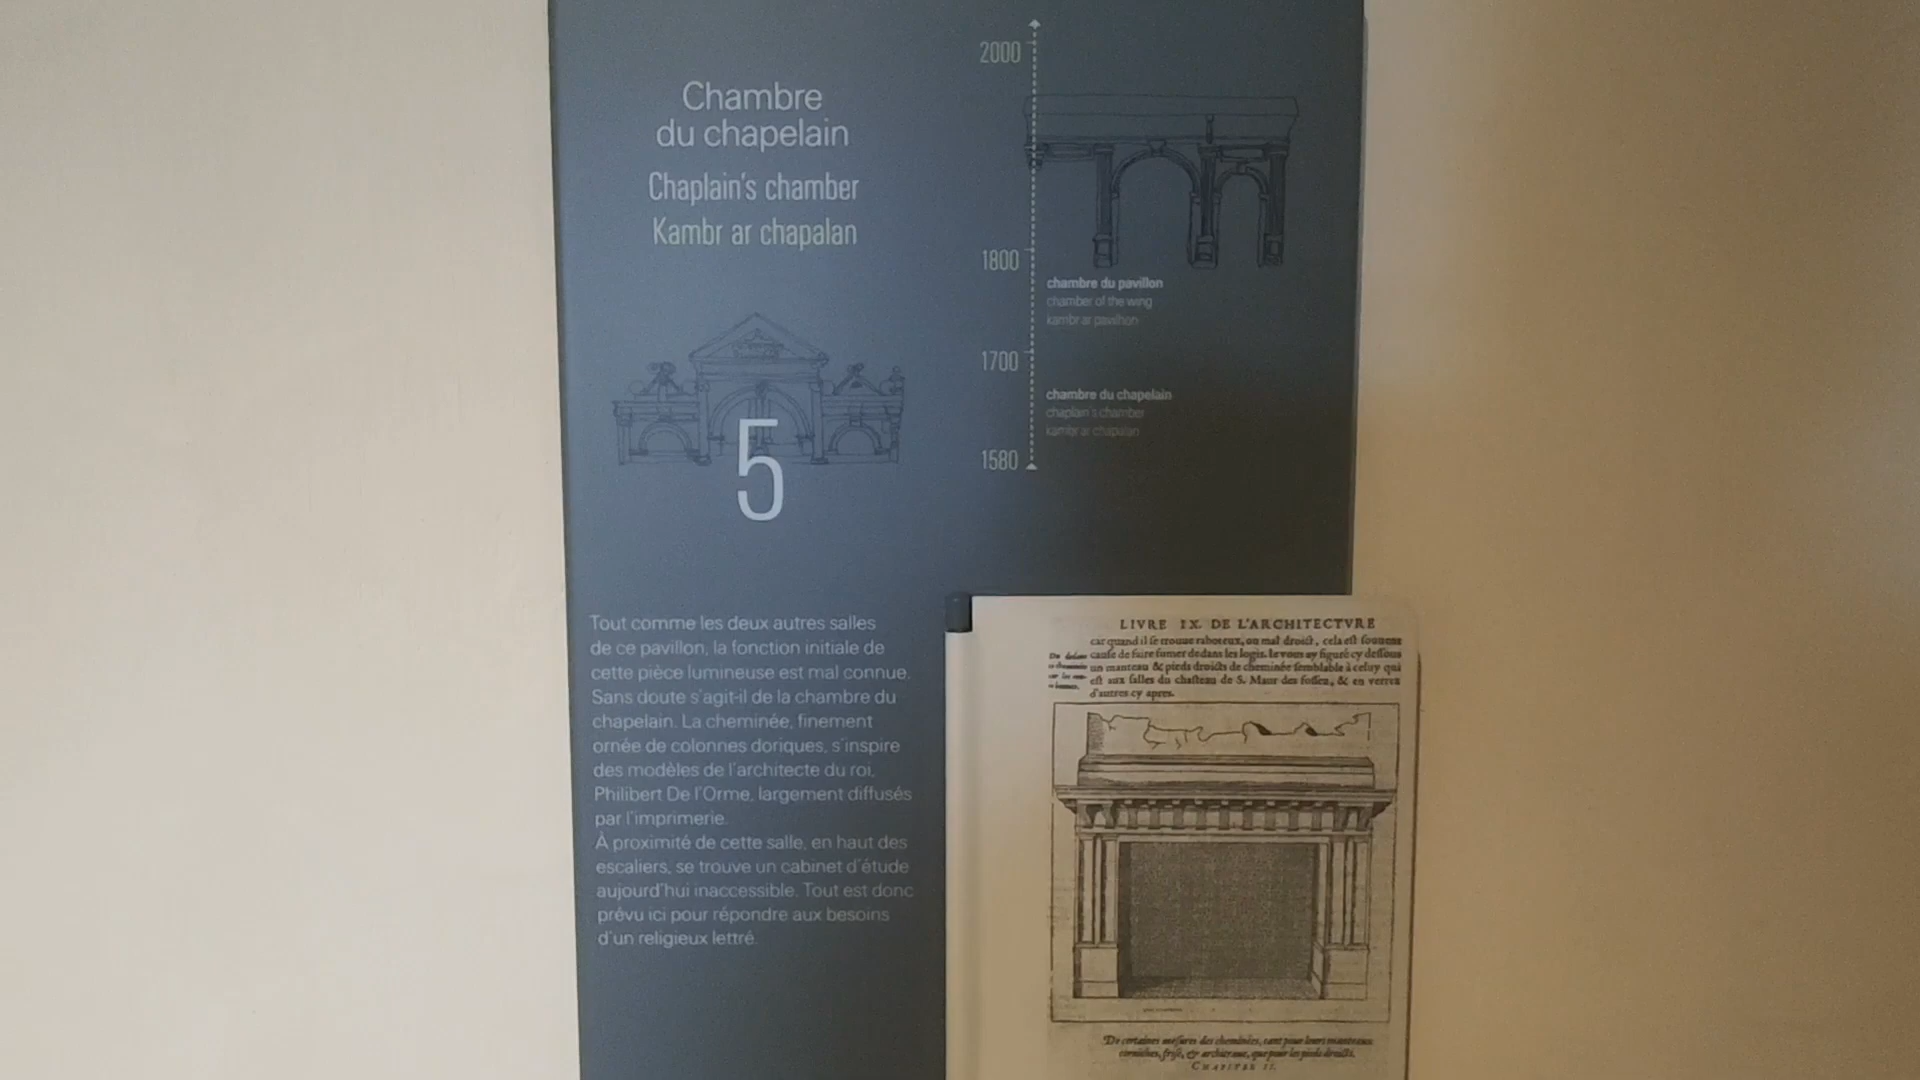 Chambre
du chapelain
Chaplain's chamber
Kambr ar chapalan
5
2000
1800
chambre du pavillon
chamber of the wing
kambr ar pavilhon
1700
chambre du chapelain
chaplain's chamber
kambr ar chapalan
1580
Tout comme les deux autres salles
de ce pavillon, la fonction initiale de
cette pièce lumineuse est mal connue.
Sans doute s'agit-il de la chambre du
chapelain. La cheminée, finement
ornée de colonnes doriques, s'inspire
des modèles de l'architecte du roi,
Philibert De l'Orme, largement diffusés
par l'imprimerie.
À proximité de cette salle, en haut des
escaliers, se trouve un cabinet d'étude
aujourd'hui inaccessible. Tout est donc
prévu ici pour répondre aux besoins
d'un religieux lettré.
LIVRE IX. DE L'ARCHITECTVRE
car quand il se trouue raboteux, ou mal droict, cela est souuent
cause de faire fumer dedans les logis. Ie vous ay figuré cy dessous
un manteau & pieds droicts de cheminée semblable à celuy qui
est aux salles du chasteau de S. Maur des fossez, & en verrez
d'autres cy apres.
De certaines mesures des cheminées, tant pour leurs manteaux
corniches, frise, & architraue, que pour les pieds droicts.
CHAPITRE II.